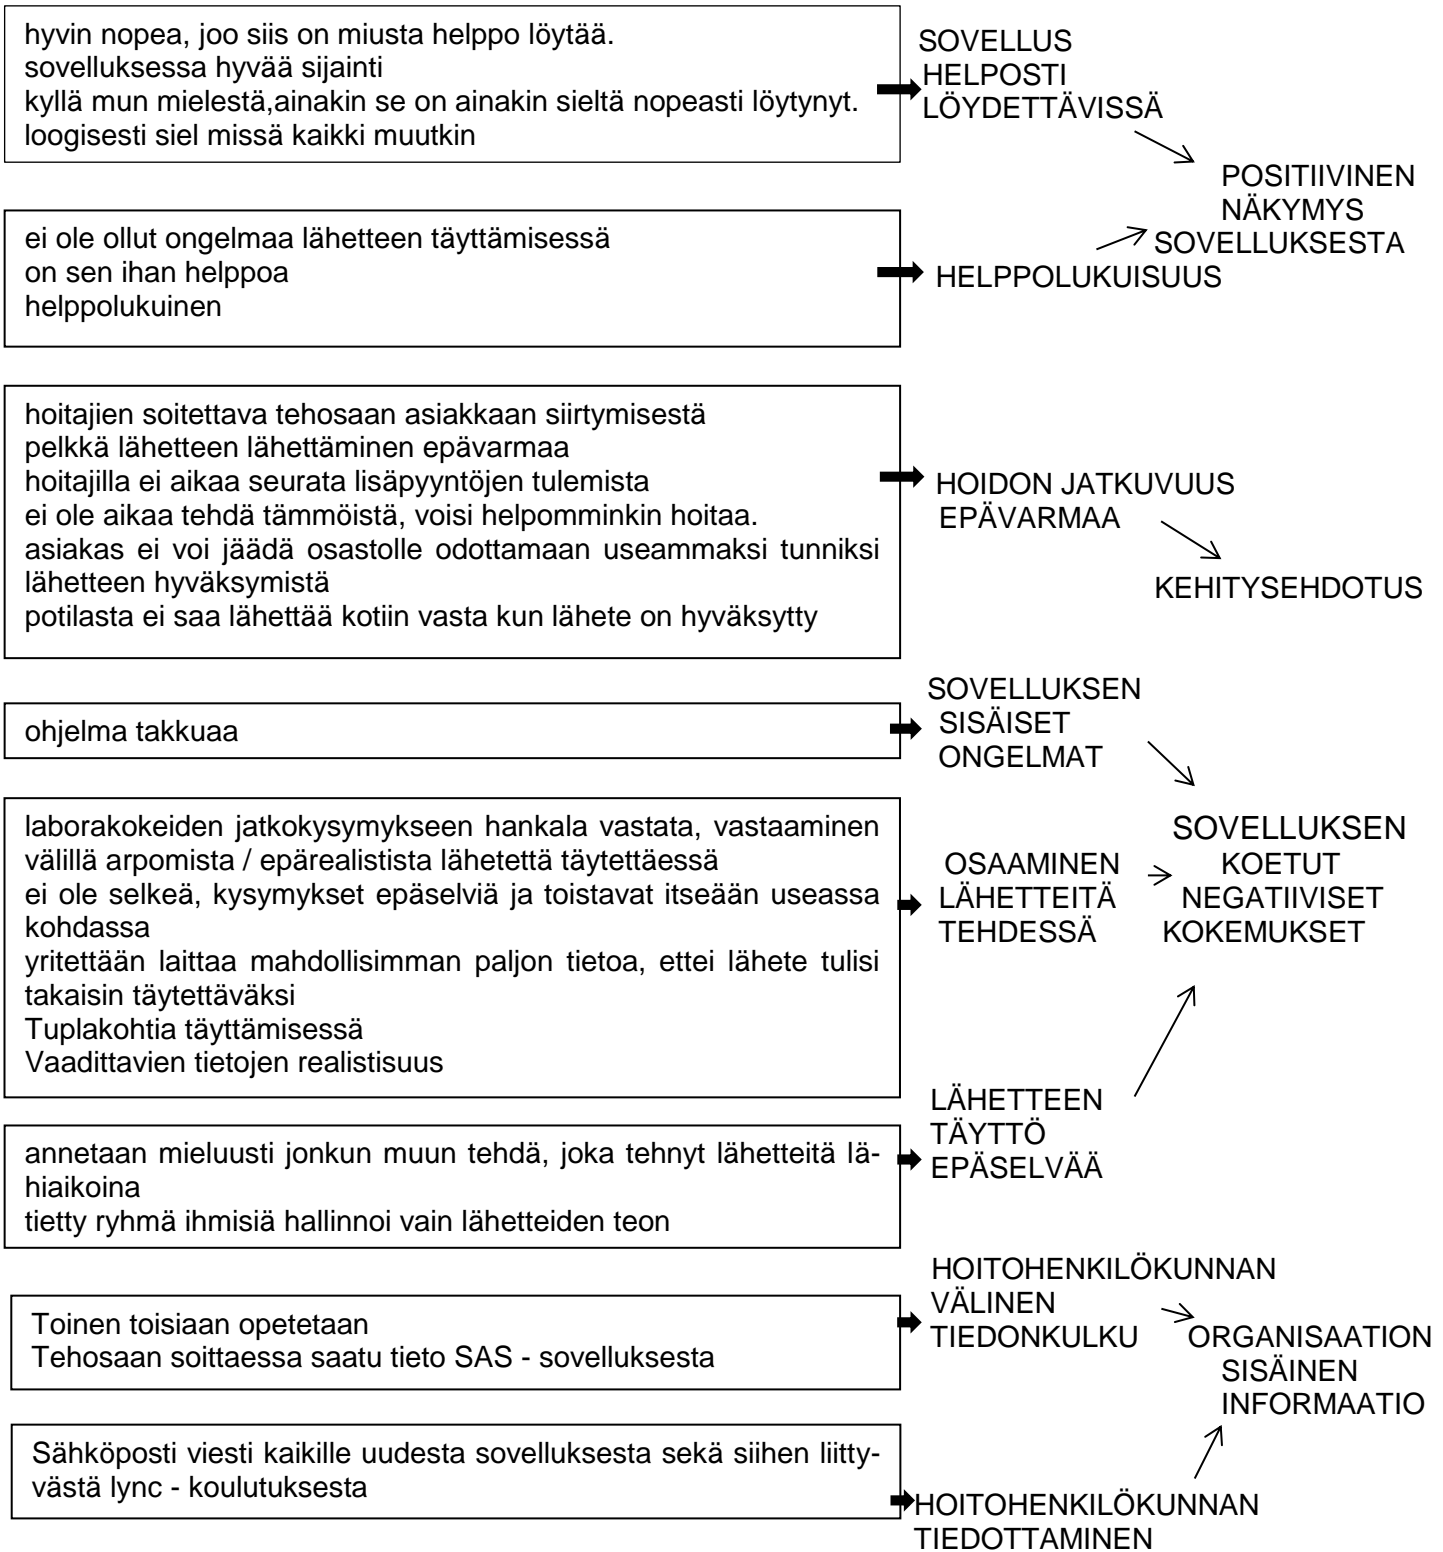 hyvin nopea, joo siis on miusta helppo löytää.
sovelluksessa hyvää sijainti
kyllä mun mielestä,ainakin se on ainakin sieltä nopeasti löytynyt.
loogisesti siel missä kaikki muutkin
SOVELLUS
HELPOSTI
LÖYDETTÄVISSÄ
POSITIIVINEN
NÄKYMYS
SOVELLUKSESTA
ei ole ollut ongelmaa lähetteen täyttämisessä
on sen ihan helppoa
helppolukuinen
HELPPOLUKUISUUS
hoitajien soitettava tehosaan asiakkaan siirtymisestä
pelkkä lähetteen lähettäminen epävarmaa
hoitajilla ei aikaa seurata lisäpyyntöjen tulemista
ei ole aikaa tehdä tämmöistä, voisi helpomminkin hoitaa.
asiakas ei voi jäädä osastolle odottamaan useammaksi tunniksi
lähetteen hyväksymistä
potilasta ei saa lähettää kotiin vasta kun lähete on hyväksytty
HOIDON JATKUVUUS
EPÄVARMAA
KEHITYSEHDOTUS
ohjelma takkuaa
SOVELLUKSEN
SISÄISET
ONGELMAT
laborakokeiden jatkokysymykseen hankala vastata, vastaaminen
välillä arpomista / epärealistista lähetettä täytettäessä
ei ole selkeä, kysymykset epäselviä ja toistavat itseään useassa
kohdassa
yritettään laittaa mahdollisimman paljon tietoa, ettei lähete tulisi
takaisin täytettäväksi
Tuplakohtia täyttämisessä
Vaadittavien tietojen realistisuus
OSAAMINEN
LÄHETTEITÄ
TEHDESSÄ
SOVELLUKSEN
KOETUT
NEGATIIVISET
KOKEMUKSET
annetaan mieluusti jonkun muun tehdä, joka tehnyt lähetteitä lä-
hiaikoina
tietty ryhmä ihmisiä hallinnoi vain lähetteiden teon
LÄHETTEEN
TÄYTTÖ
EPÄSELVÄÄ
Toinen toisiaan opetetaan
Tehosaan soittaessa saatu tieto SAS - sovelluksesta
HOITOHENKILÖKUNNAN
VÄLINEN
TIEDONKULKU
ORGANISAATION
SISÄINEN
INFORMAATIO
Sähköposti viesti kaikille uudesta sovelluksesta sekä siihen liitty-
västä lync - koulutuksesta
HOITOHENKILÖKUNNAN
TIEDOTTAMINEN